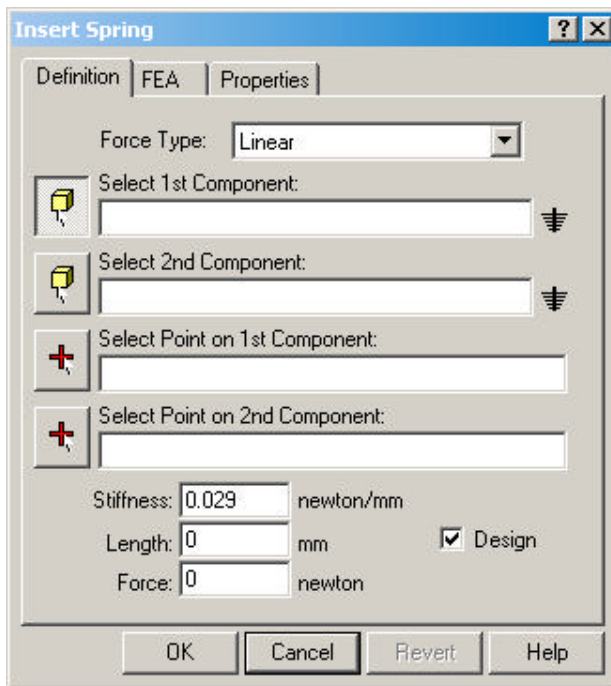 Insert Spring
Definition FEA Properties
Force Type: Linear
Select 1st Component:
Select 2nd Component:
Select Point on 1st Component:
Select Point on 2nd Component:
Stiffness: 0.029 newton/mm
Length: 0 mm Design
Force: 0 newton
OK Cancel Revert Help